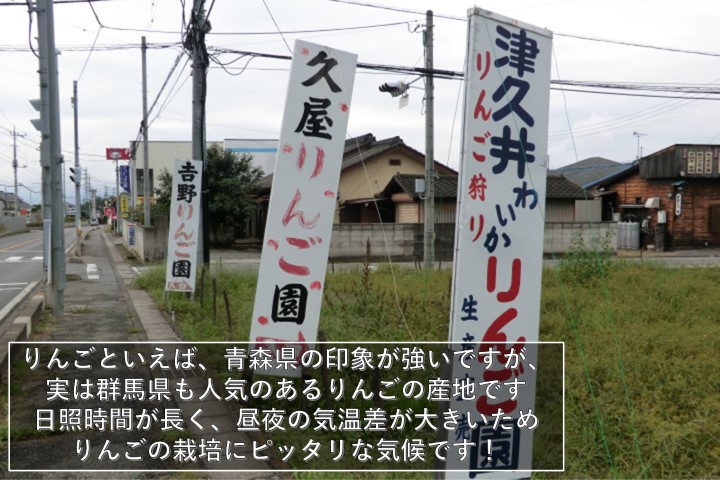 津久井わいか
りんご狩り
りんご園
生産
久屋りんご園
𠮷野りんご園
りんごといえば、青森県の印象が強いですが、
実は群馬県も人気のあるりんごの産地です
日照時間が長く、昼夜の気温差が大きいため
りんごの栽培にピッタリな気候です！